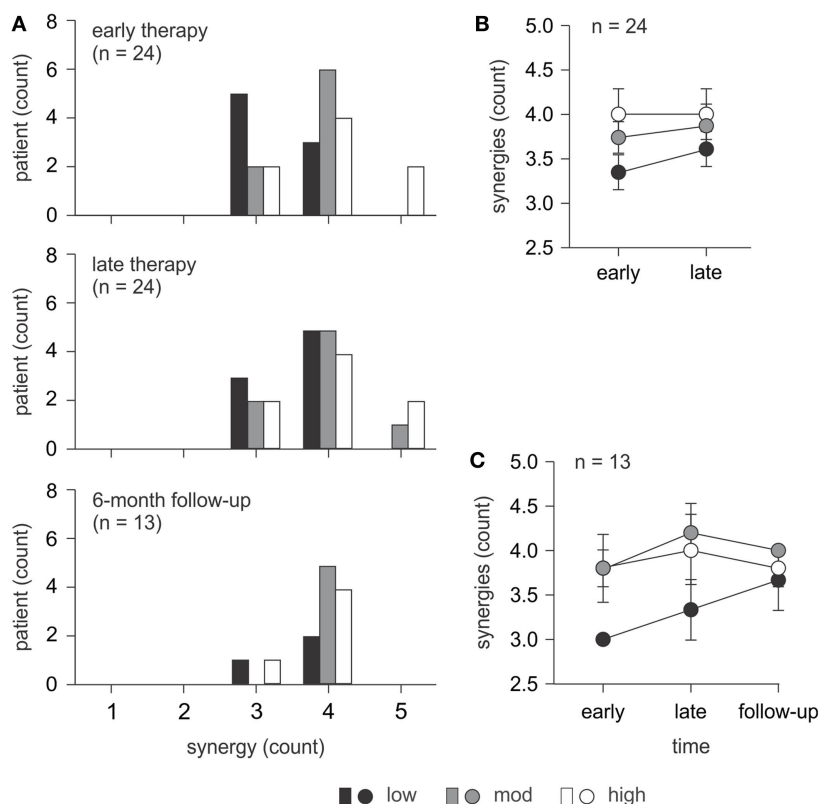 A
8
6
4
2
0
patient (count)
early therapy
(n = 24)
8
6
4
2
0
patient (count)
late therapy
(n = 24)
8
6
4
2
0
patient (count)
6-month follow-up
(n = 13)
1 2 3 4 5
synergy (count)
B
5.0
4.5
4.0
3.5
3.0
2.5
synergies (count)
n = 24
early late
C
5.0
4.5
4.0
3.5
3.0
2.5
synergies (count)
n = 13
early late follow-up
time
low mod high